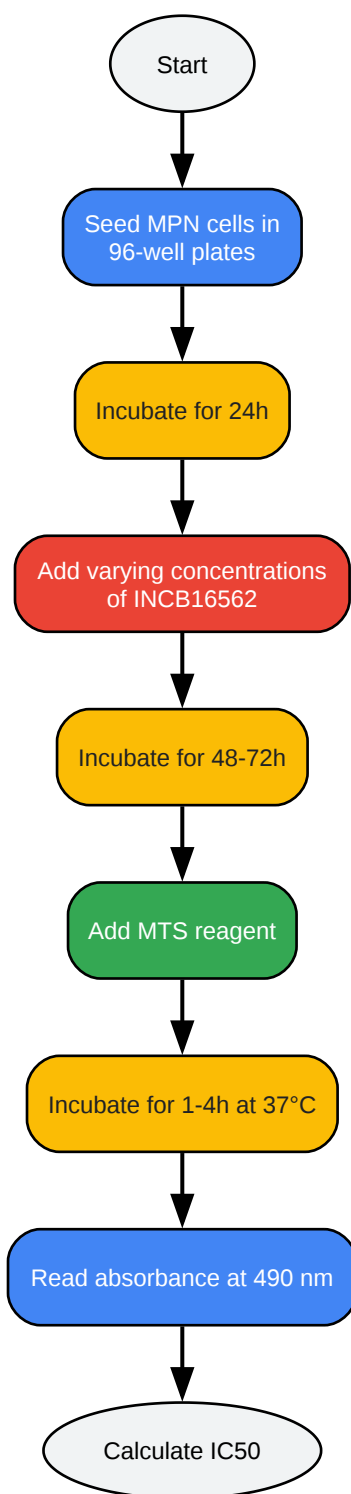 Start
Seed MPN cells in
96-well plates
Incubate for 24h
Add varying concentrations
of INCB16562
Incubate for 48-72h
Add MTS reagent
Incubate for 1-4h at 37°C
Read absorbance at 490 nm
Calculate IC50